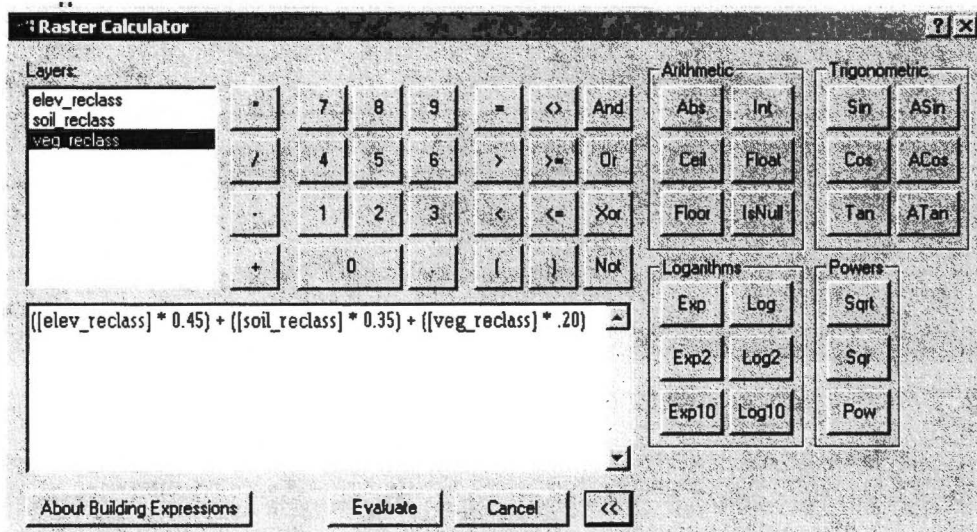 Raster Calculator ? ×
Layers:
elev_reclass
soil_reclass
veg_reclass
* 7 8 9 = <> And
/ 4 5 6 > >= Or
- 1 2 3 < <= Xor
+ 0 . ( ) Not
Arithmetic
Abs Int
Ceil Float
Floor IsNull
Trigonometric
Sin ASin
Cos ACos
Tan ATan
([elev_reclass] * 0.45) + ([soil_reclass] * 0.35) + ([veg_reclass] * .20)
Logarithms
Exp Log
Exp2 Log2
Exp10 Log10
Powers
Sqrt
Sqr
Pow
About Building Expressions Evaluate Cancel <<